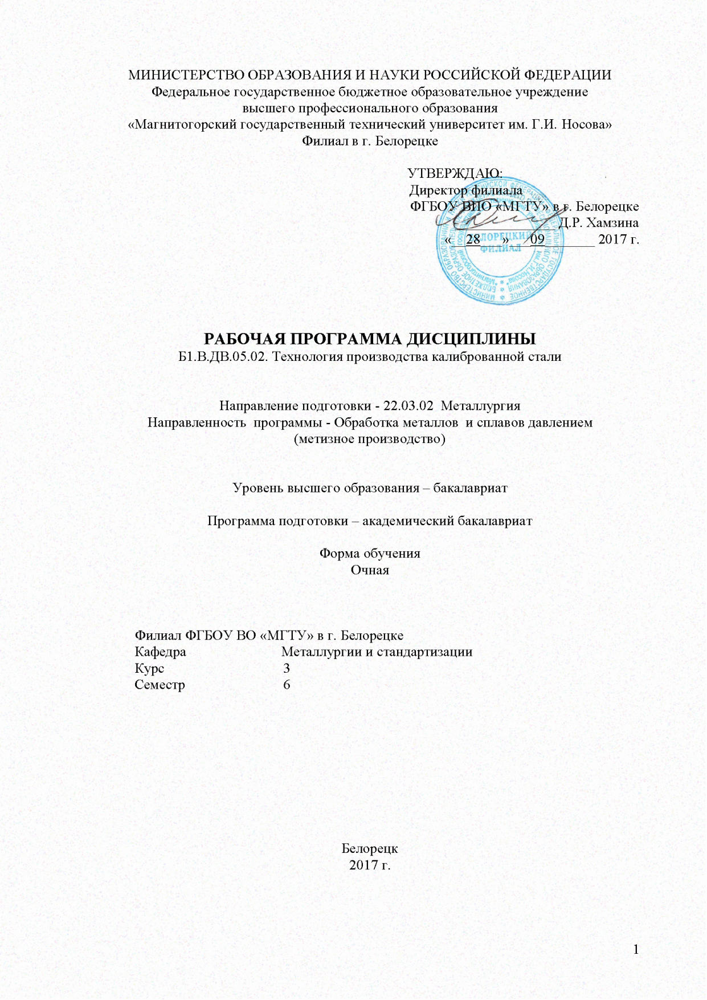 МИНИСТЕРСТВО ОБРАЗОВАНИЯ И НАУКИ РОССИЙСКОЙ ФЕДЕРАЦИИ
Федеральное государственное бюджетное образовательное учреждение
высшего профессионального образования
«Магнитогорский государственный технический университет им. Г.И. Носова»
Филиал в г. Белорецке
УТВЕРЖДАЮ:
Директор филиала
ФГБОУ ВПО «МГТУ» в г. Белорецке
Д.Р. Хамзина
« 28 » 09 2017 г.
БЕЛОРЕЦКИЙ
ФИЛИАЛ
РАБОЧАЯ ПРОГРАММА ДИСЦИПЛИНЫ
Б1.В.ДВ.05.02. Технология производства калиброванной стали
Направление подготовки - 22.03.02 Металлургия
Направленность программы - Обработка металлов и сплавов давлением
(метизное производство)
Уровень высшего образования – бакалавриат
Программа подготовки – академический бакалавриат
Форма обучения
Очная
Филиал ФГБОУ ВО «МГТУ» в г. Белорецке
Кафедра Металлургии и стандартизации
Курс 3
Семестр 6
Белорецк
2017 г.
1